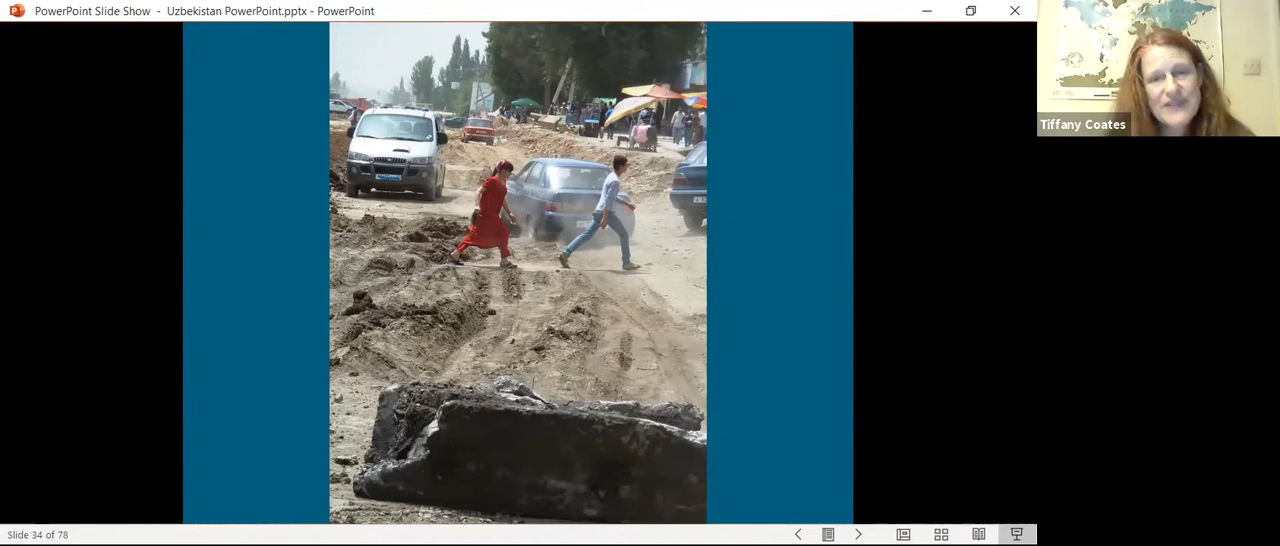 PowerPoint Slide Show - Uzbekistan PowerPoint.pptx - PowerPoint
Tiffany Coates
Slide 34 of 78